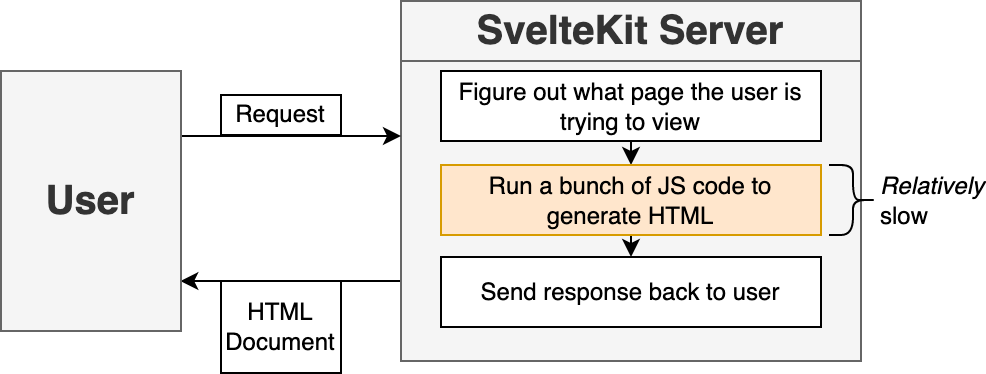 SvelteKit Server
Figure out what page the user is
trying to view
Request
User
Run a bunch of JS code to
generate HTML
Relatively
slow
Send response back to user
HTML
Document